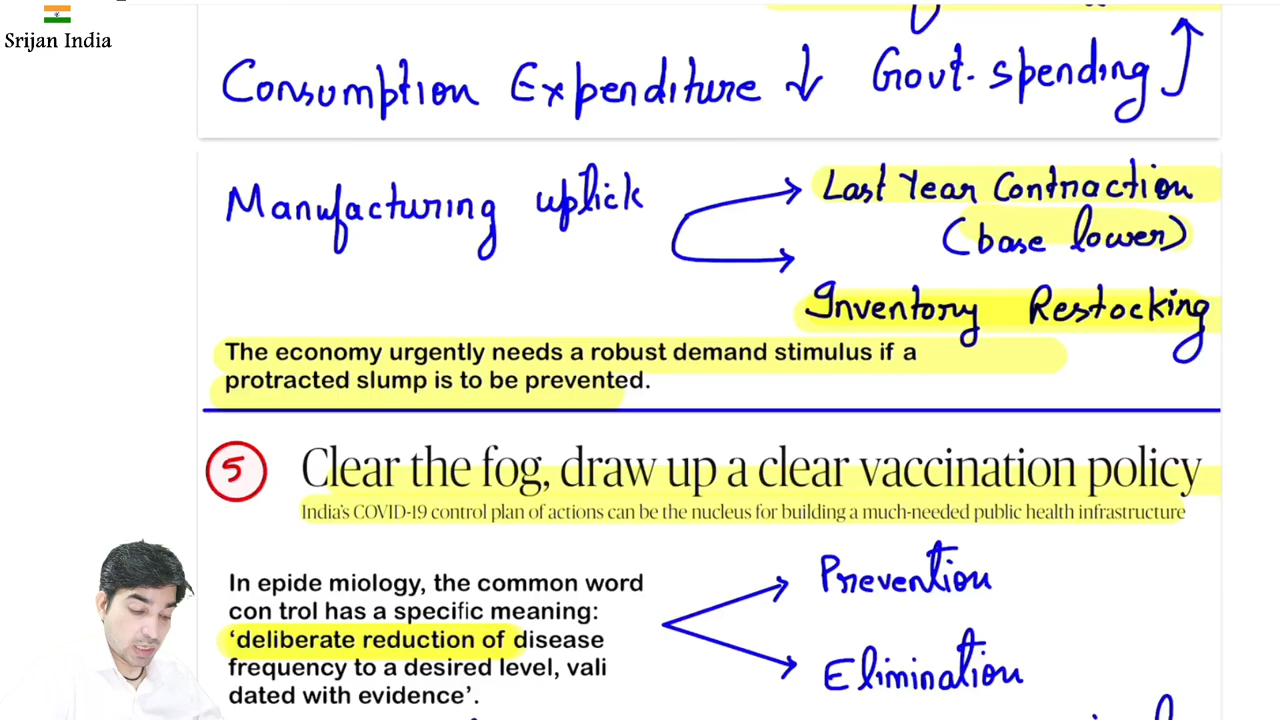 Srijan India
Consumption Expenditure ↓ Govt. spending ↑
Manufacturing uptick
Last Year Contraction
(base lower)
Inventory Restocking
The economy urgently needs a robust demand stimulus if a
protracted slump is to be prevented.
5 Clear the fog, draw up a clear vaccination policy
India's COVID-19 control plan of actions can be the nucleus for building a much-needed public health infrastructure
In epide miology, the common word
con trol has a specific meaning:
‘deliberate reduction of disease
frequency to a desired level, vali
dated with evidence’.
Prevention
Elimination